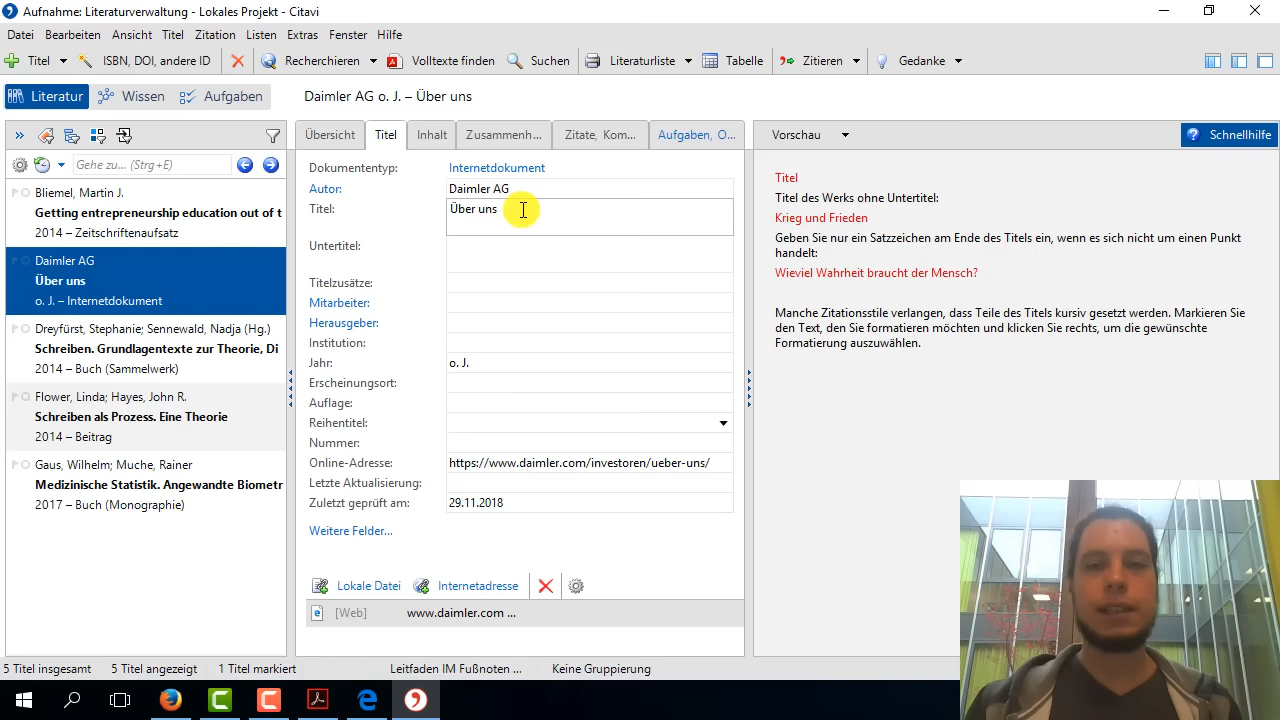 Aufnahme: Literaturverwaltung - Lokales Projekt - Citavi
Datei Bearbeiten Ansicht Titel Zitation Listen Extras Fenster Hilfe
Titel ISBN, DOI, andere ID Recherchieren Volltexte finden Suchen Literaturliste Tabelle Zitieren Gedanke
Literatur Wissen Aufgaben Daimler AG o. J. – Über uns
Übersicht Titel Inhalt Zusammenh... Zitate, Kom... Aufgaben, O... Vorschau Schnellhilfe
Gehe zu... (Strg+E)
Bliemel, Martin J.
Getting entrepreneurship education out of t
2014 – Zeitschriftenaufsatz
Daimler AG
Über uns
o. J. – Internetdokument
Dreyfürst, Stephanie; Sennewald, Nadja (Hg.)
Schreiben. Grundlagentexte zur Theorie, Di
2014 – Buch (Sammelwerk)
Flower, Linda; Hayes, John R.
Schreiben als Prozess. Eine Theorie
2014 – Beitrag
Gaus, Wilhelm; Muche, Rainer
Medizinische Statistik. Angewandte Biometr
2017 – Buch (Monographie)
Dokumententyp: Internetdokument
Autor: Daimler AG
Titel: Über uns
Untertitel:
Titelzusätze:
Mitarbeiter:
Herausgeber:
Institution:
Jahr: o. J.
Erscheinungsort:
Auflage:
Reihentitel:
Nummer:
Online-Adresse: https://www.daimler.com/investoren/ueber-uns/
Letzte Aktualisierung:
Zuletzt geprüft am: 29.11.2018
Weitere Felder...
Lokale Datei Internetadresse
[Web] www.daimler.com ...
Titel
Titel des Werks ohne Untertitel:
Krieg und Frieden
Geben Sie nur ein Satzzeichen am Ende des Titels ein, wenn es sich nicht um einen Punkt
handelt:
Wieviel Wahrheit braucht der Mensch?
Manche Zitationsstile verlangen, dass Teile des Titels kursiv gesetzt werden. Markieren Sie
den Text, den Sie formatieren möchten und klicken Sie rechts, um die gewünschte
Formatierung auszuwählen.
5 Titel insgesamt 5 Titel angezeigt 1 Titel markiert Leitfaden IM Fußnoten ... Keine Gruppierung